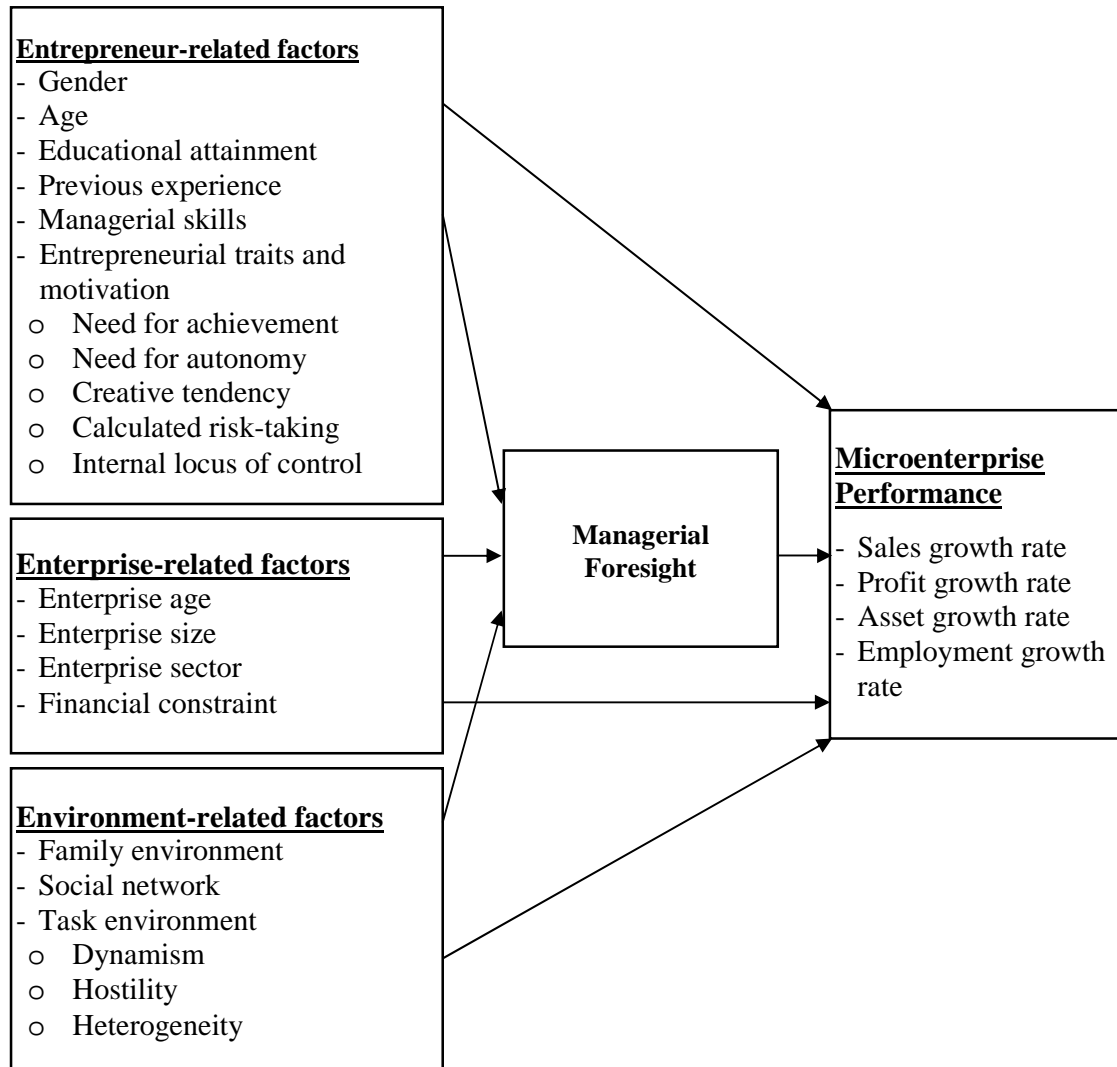 Entrepreneur-related factors
- Gender
- Age
- Educational attainment
- Previous experience
- Managerial skills
- Entrepreneurial traits and
motivation
o Need for achievement
o Need for autonomy
o Creative tendency
o Calculated risk-taking
o Internal locus of control
Enterprise-related factors
- Enterprise age
- Enterprise size
- Enterprise sector
- Financial constraint
Environment-related factors
- Family environment
- Social network
- Task environment
o Dynamism
o Hostility
o Heterogeneity
Managerial
Foresight
Microenterprise
Performance
- Sales growth rate
- Profit growth rate
- Asset growth rate
- Employment growth
rate